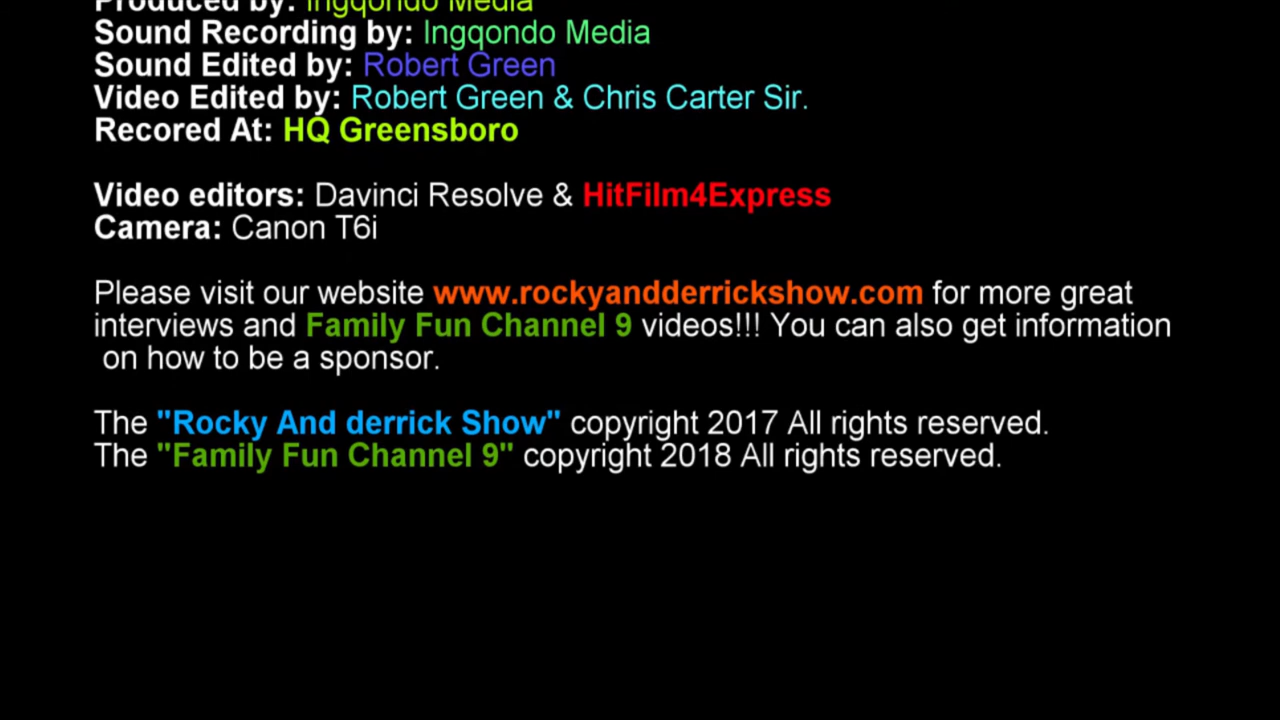 Produced by: Ingqondo Media
Sound Recording by: Ingqondo Media
Sound Edited by: Robert Green
Video Edited by: Robert Green & Chris Carter Sir.
Recored At: HQ Greensboro
Video editors: Davinci Resolve & HitFilm4Express
Camera: Canon T6i
Please visit our website www.rockyandderrickshow.com for more great
interviews and Family Fun Channel 9 videos!!! You can also get information
on how to be a sponsor.
The "Rocky And derrick Show" copyright 2017 All rights reserved.
The "Family Fun Channel 9" copyright 2018 All rights reserved.